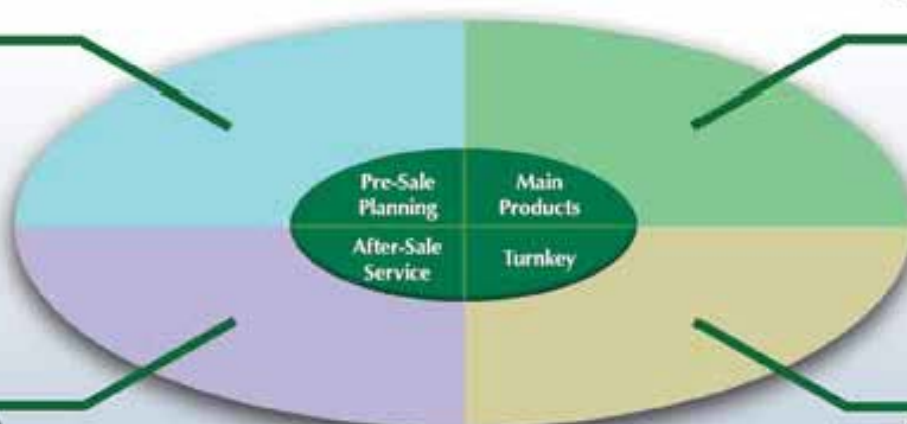 Pre-Sale
Planning
Main
Products
After-Sale
Service
Turnkey